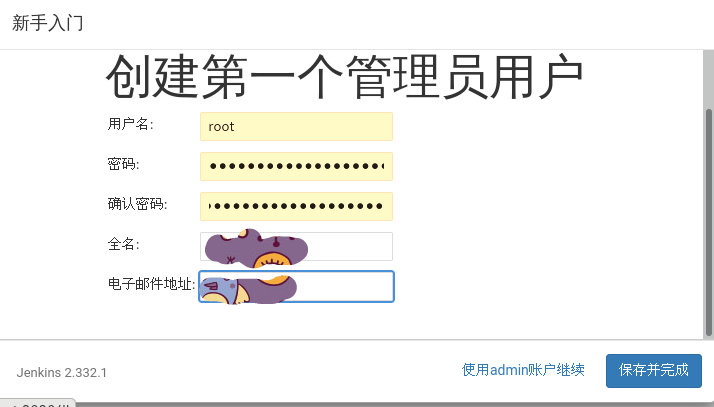 新手入门
创建第一个管理员用户
用户名:
root
密码:
确认密码:
全名:
电子邮件地址:
Jenkins 2.332.1
使用admin账户继续
保存并完成